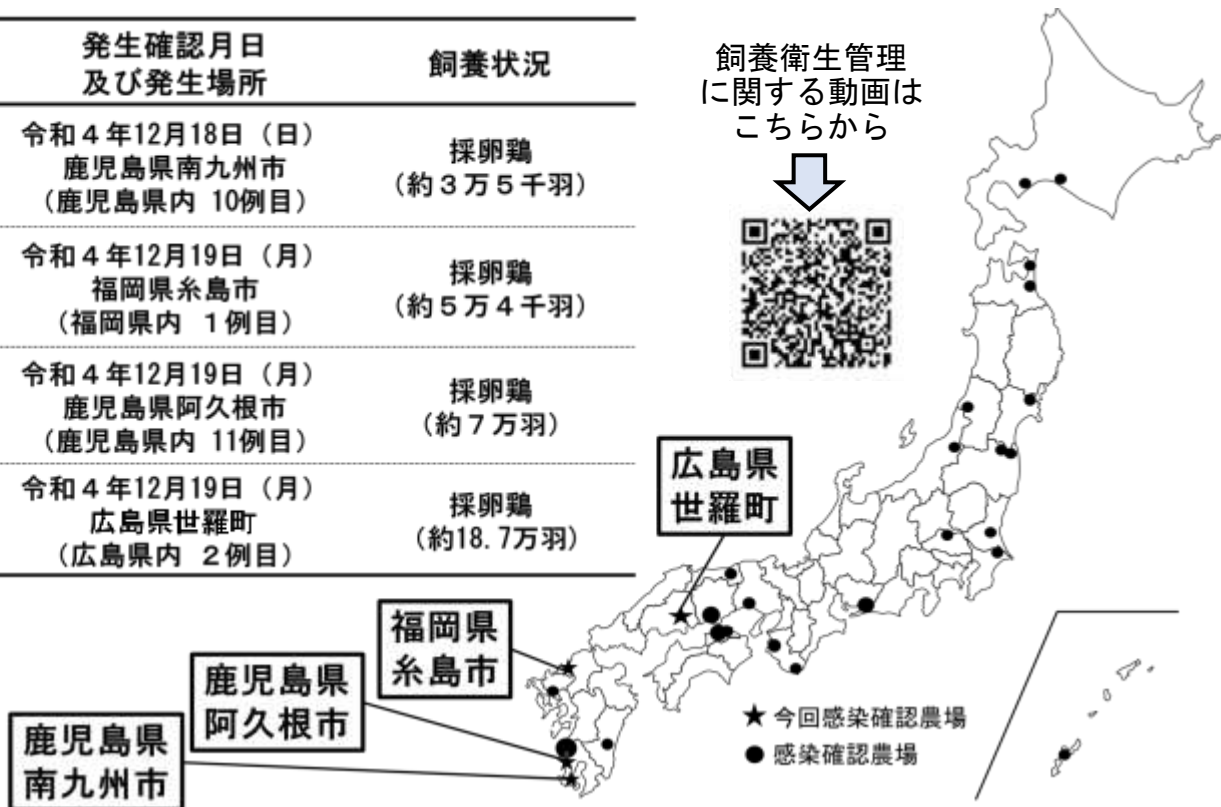 発生確認月日
及び発生場所
飼養状況
令和４年12月18日（日）
鹿児島県南九州市
（鹿児島県内 10例目）
採卵鶏
（約３万５千羽）
令和４年12月19日（月）
福岡県糸島市
（福岡県内 １例目）
採卵鶏
（約５万４千羽）
令和４年12月19日（月）
鹿児島県阿久根市
（鹿児島県内 11例目）
採卵鶏
（約７万羽）
令和４年12月19日（月）
広島県世羅町
（広島県内 ２例目）
採卵鶏
（約18.7万羽）
飼養衛生管理
に関する動画は
こちらから
広島県
世羅町
福岡県
糸島市
鹿児島県
阿久根市
鹿児島県
南九州市
★ 今回感染確認農場
● 感染確認農場